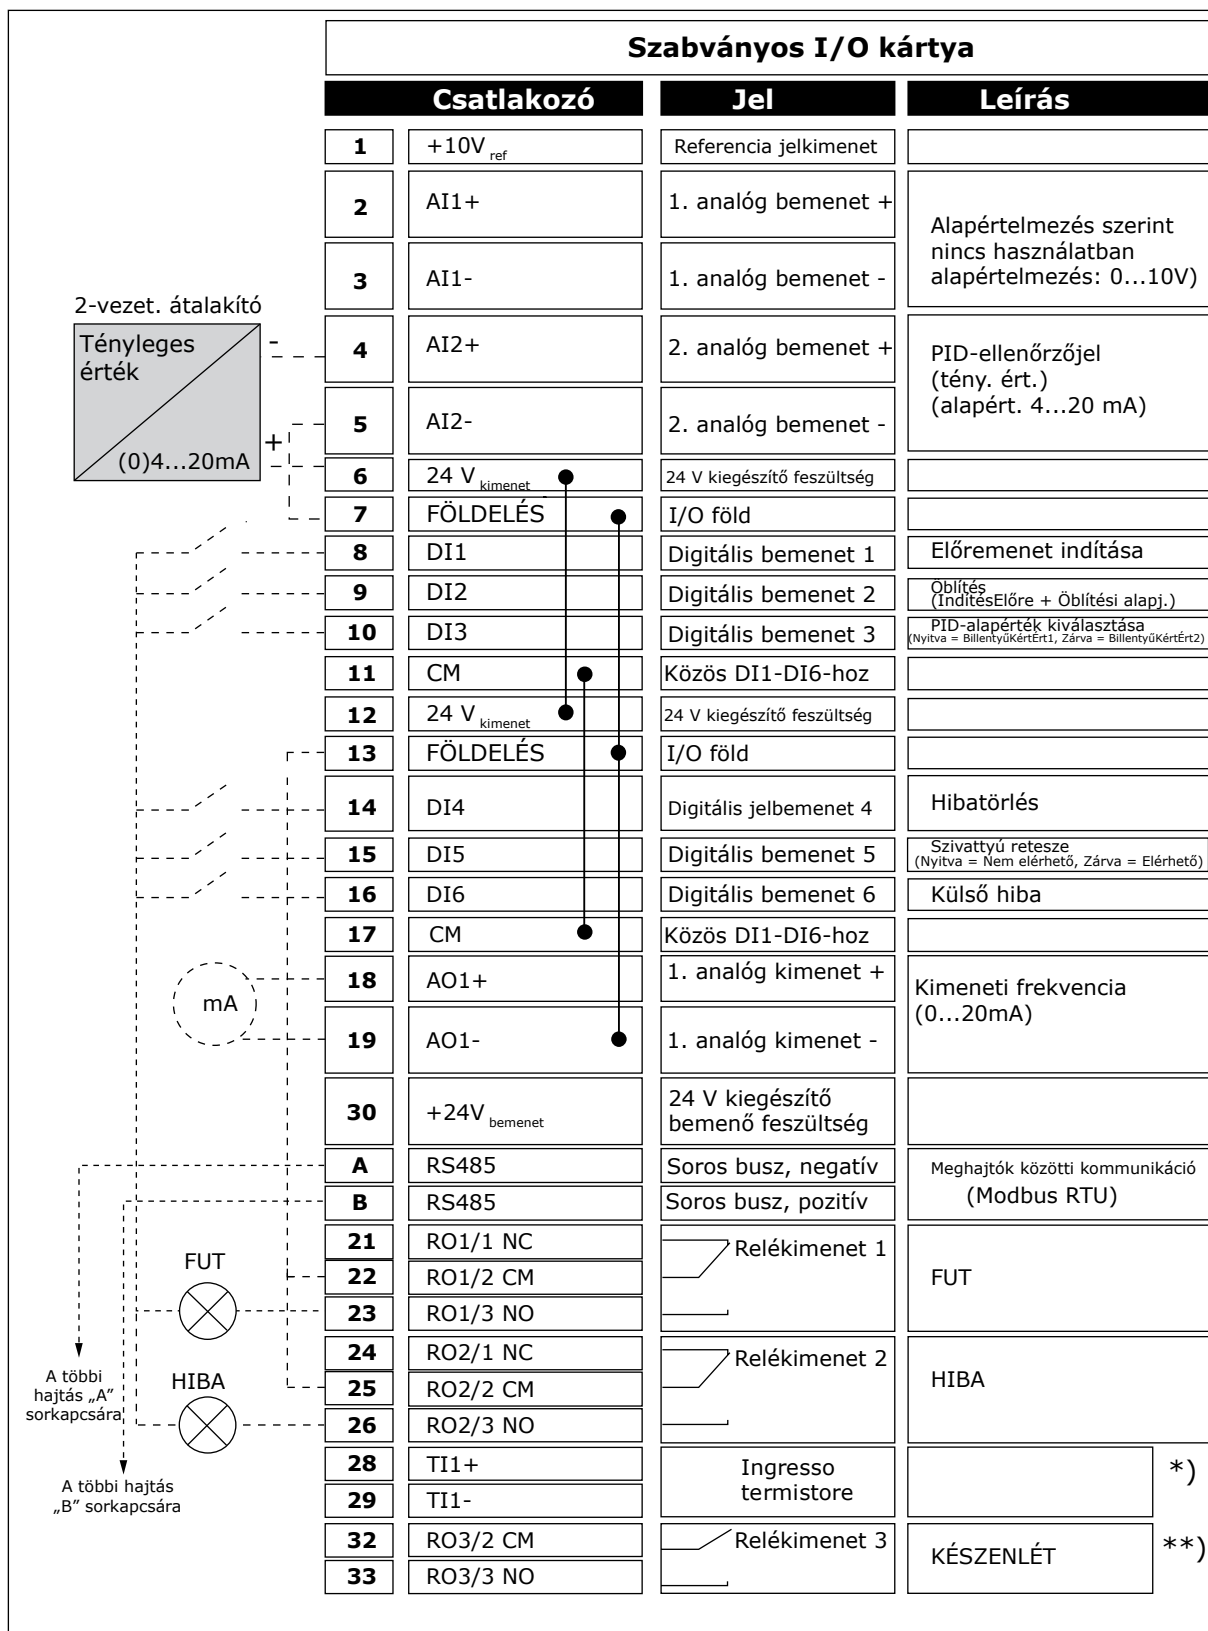 Szabványos I/O kártya
Csatlakozó Jel Leírás
1 +10V ref Referencia jelkimenet
2 AI1+ 1. analóg bemenet +
Alapértelmezés szerint
nincs használatban
alapértelmezés: 0...10V)
3 AI1- 1. analóg bemenet -
2-vezet. átalakító
Tényleges
érték
-
+
(0)4...20mA
4 AI2+ 2. analóg bemenet +
PID-ellenőrzőjel
(tény. ért.)
(alapért. 4...20 mA)
5 AI2- 2. analóg bemenet -
6 24 V kimenet 24 V kiegészítő feszültség
7 FÖLDELÉS I/O föld
8 DI1 Digitális bemenet 1 Előremenet indítása
9 DI2 Digitális bemenet 2 Öblítés
(IndításElőre + Öblítési alapj.)
10 DI3 Digitális bemenet 3 PID-alapérték kiválasztása
(Nyitva = BillentyűKértÉrt1, Zárva = BillentyűKértÉrt2)
11 CM Közös DI1-DI6-hoz
12 24 V kimenet 24 V kiegészítő feszültség
13 FÖLDELÉS I/O föld
14 DI4 Digitális jelbemenet 4 Hibatörlés
15 DI5 Digitális bemenet 5 Szivattyú retesze
(Nyitva = Nem elérhető, Zárva = Elérhető)
16 DI6 Digitális bemenet 6 Külső hiba
17 CM Közös DI1-DI6-hoz
18 AO1+ 1. analóg kimenet +
Kimeneti frekvencia
(0...20mA)
mA
19 AO1- 1. analóg kimenet -
30 +24V bemenet 24 V kiegészítő
bemenő feszültség
A RS485 Soros busz, negatív Meghajtók közötti kommunikáció
B RS485 Soros busz, pozitív (Modbus RTU)
21 RO1/1 NC Relékimenet 1
FUT
22 RO1/2 CM FUT
23 RO1/3 NO
24 RO2/1 NC Relékimenet 2
A többi
hajtás „A”
sorkapcsára
HIBA
25 RO2/2 CM HIBA
26 RO2/3 NO
28 TI1+ Ingresso
termistore
*)
A többi hajtás
„B” sorkapcsára
29 TI1-
32 RO3/2 CM Relékimenet 3 KÉSZENLÉT **)
33 RO3/3 NO